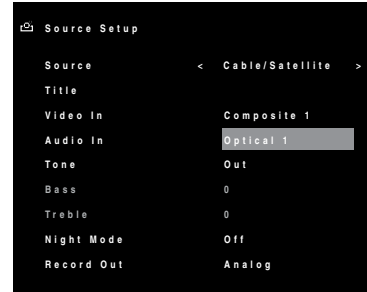 Source Setup
Source < Cable/Satellite >
Title
Video In Composite 1
Audio In Optical 1
Tone Out
Bass 0
Treble 0
Night Mode Off
Record Out Analog